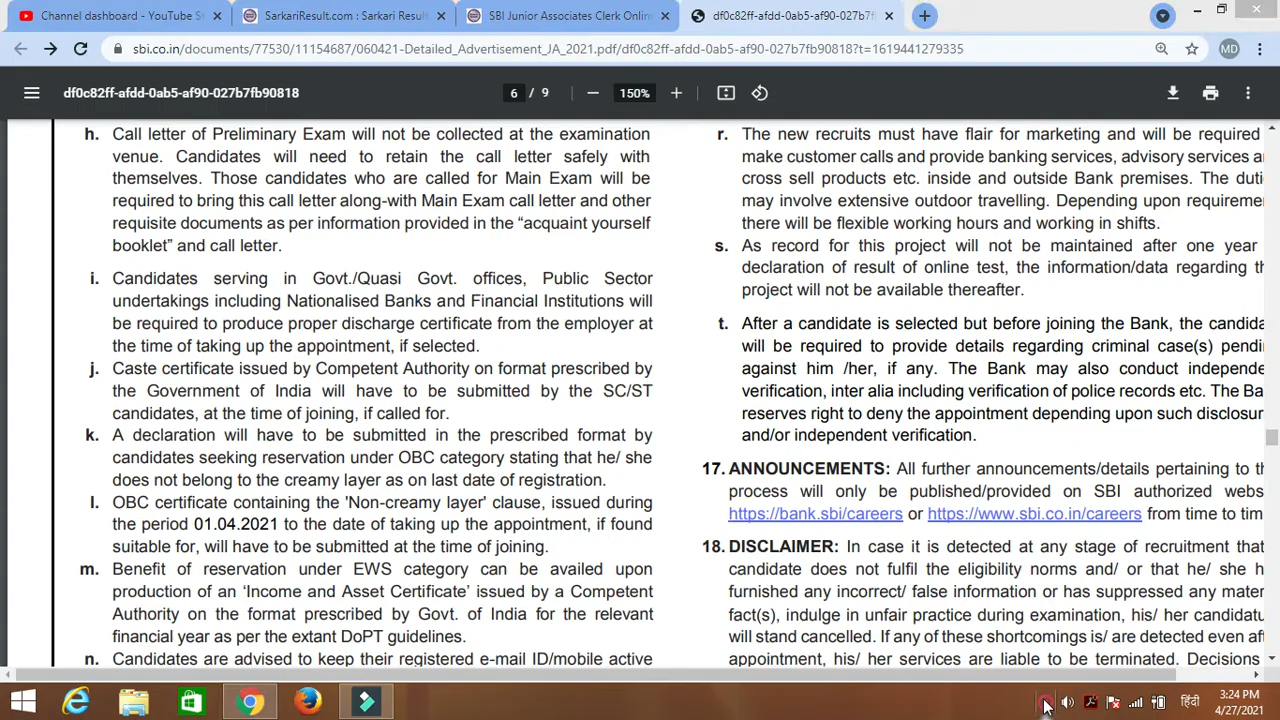 Channel dashboard - YouTube St
SarkariResult.com : Sarkari Result
SBI Junior Associates Clerk Online
df0c82ff-afdd-0ab5-af90-027b7fb
sbi.co.in/documents/77530/11154687/060421-Detailed_Advertisement_JA_2021.pdf/df0c82ff-afdd-0ab5-af90-027b7fb90818?t=1619441279335
MD
df0c82ff-afdd-0ab5-af90-027b7fb90818
6 / 9
150%
h. Call letter of Preliminary Exam will not be collected at the examination
venue. Candidates will need to retain the call letter safely with
themselves. Those candidates who are called for Main Exam will be
required to bring this call letter along-with Main Exam call letter and other
requisite documents as per information provided in the “acquaint yourself
booklet” and call letter.
i. Candidates serving in Govt./Quasi Govt. offices, Public Sector
undertakings including Nationalised Banks and Financial Institutions will
be required to produce proper discharge certificate from the employer at
the time of taking up the appointment, if selected.
j. Caste certificate issued by Competent Authority on format prescribed by
the Government of India will have to be submitted by the SC/ST
candidates, at the time of joining, if called for.
k. A declaration will have to be submitted in the prescribed format by
candidates seeking reservation under OBC category stating that he/ she
does not belong to the creamy layer as on last date of registration.
l. OBC certificate containing the 'Non-creamy layer' clause, issued during
the period 01.04.2021 to the date of taking up the appointment, if found
suitable for, will have to be submitted at the time of joining.
m. Benefit of reservation under EWS category can be availed upon
production of an ‘Income and Asset Certificate’ issued by a Competent
Authority on the format prescribed by Govt. of India for the relevant
financial year as per the extant DoPT guidelines.
n. Candidates are advised to keep their registered e-mail ID/mobile active
r. The new recruits must have flair for marketing and will be required
make customer calls and provide banking services, advisory services a
cross sell products etc. inside and outside Bank premises. The duti
may involve extensive outdoor travelling. Depending upon requireme
there will be flexible working hours and working in shifts.
s. As record for this project will not be maintained after one year
declaration of result of online test, the information/data regarding th
project will not be available thereafter.
t. After a candidate is selected but before joining the Bank, the candida
will be required to provide details regarding criminal case(s) pendi
against him /her, if any. The Bank may also conduct independe
verification, inter alia including verification of police records etc. The Ba
reserves right to deny the appointment depending upon such disclosur
and/or independent verification.
17. ANNOUNCEMENTS: All further announcements/details pertaining to th
process will only be published/provided on SBI authorized webs
https://bank.sbi/careers or https://www.sbi.co.in/careers from time to tim
18. DISCLAIMER: In case it is detected at any stage of recruitment that
candidate does not fulfil the eligibility norms and/ or that he/ she h
furnished any incorrect/ false information or has suppressed any mater
fact(s), indulge in unfair practice during examination, his/ her candidatu
will stand cancelled. If any of these shortcomings is/ are detected even aft
appointment, his/ her services are liable to be terminated. Decisions
हिंदी
3:24 PM
4/27/2021